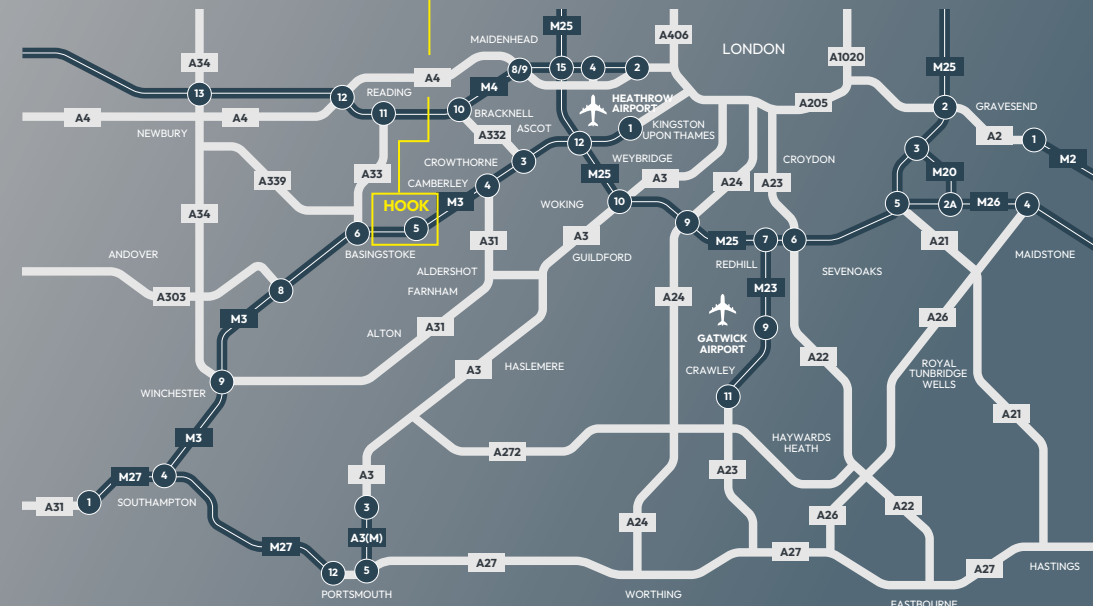 M25
A406
LONDON
MAIDENHEAD
A1020
A34
8/9
15
4
2
M25
A4
M4
READING
13
12
10
11
HEATHROW
AIRPORT
A205
2
GRAVESEND
A4
A4
BRACKNELL
KINGSTON
UPON THAMES
1
NEWBURY
A332
ASCOT
A2
1
12
3
M2
CROWTHORNE
3
WEYBRIDGE
CROYDON
A33
M25
M20
A339
CAMBERLEY
4
A3
A24
A23
HOOK
M3
WOKING
10
5
2A
M26
4
A34
9
6
5
A3
A31
M25
7
6
A21
ANDOVER
BASINGSTOKE
GUILDFORD
REDHILL
SEVENOAKS
MAIDSTONE
ALDERSHOT
FARNHAM
8
M23
A303
A24
M3
GATWICK
AIRPORT
9
A26
ALTON
A31
A22
HASLEMERE
A3
CRAWLEY
ROYAL
TUNBRIDGE
WELLS
9
WINCHESTER
11
A21
M3
HAYWARDS
HEATH
A272
M27
4
A3
A23
SOUTHAMPTON
A31
1
3
A22
A26
A24
A3(M)
M27
A27
A27
12
5
A27
HASTINGS
PORTSMOUTH
WORTHING
EASTBOURNE